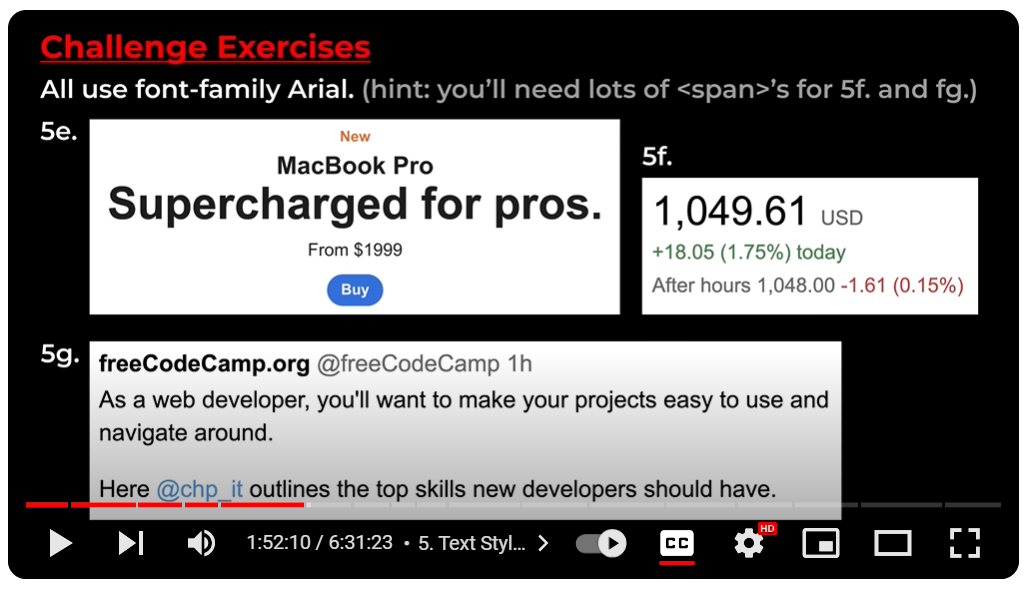 Challenge Exercises
All use font-family Arial. (hint: you’ll need lots of <span>’s for 5f. and fg.)
5e.
New
MacBook Pro
Supercharged for pros.
From $1999
Buy
5f.
1,049.61 USD
+18.05 (1.75%) today
After hours 1,048.00 -1.61 (0.15%)
5g.
freeCodeCamp.org @freeCodeCamp 1h
As a web developer, you'll want to make your projects easy to use and
navigate around.
Here @chp_it outlines the top skills new developers should have.
1:52:10 / 6:31:23 • 5. Text Styl... CC HD